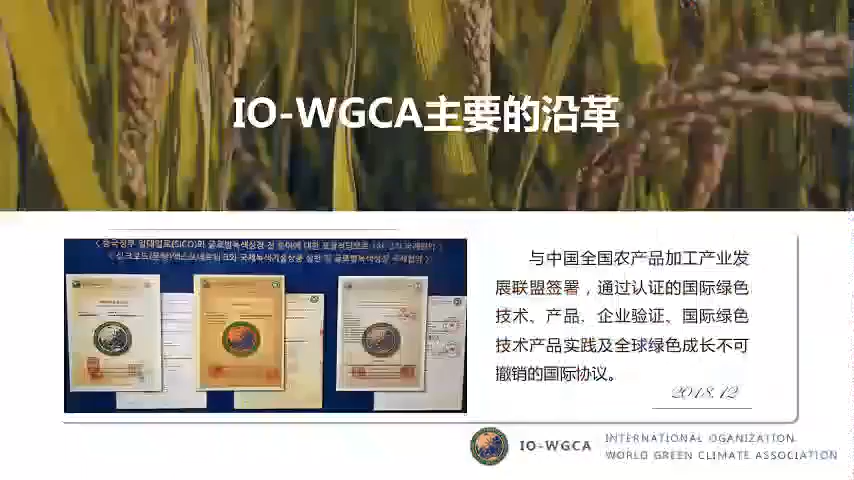 IO-WGCA主要的沿革
与中国全国农产品加工产业发
展联盟签署，通过认证的国际绿色
技术、产品、企业验证、国际绿色
技术产品实践及全球绿色成长不可
撤销的国际协议。
2018.12
IO-WGCA
INTERNATIONAL OGANIZATION
WORLD GREEN CLIMATE ASSOCIATION